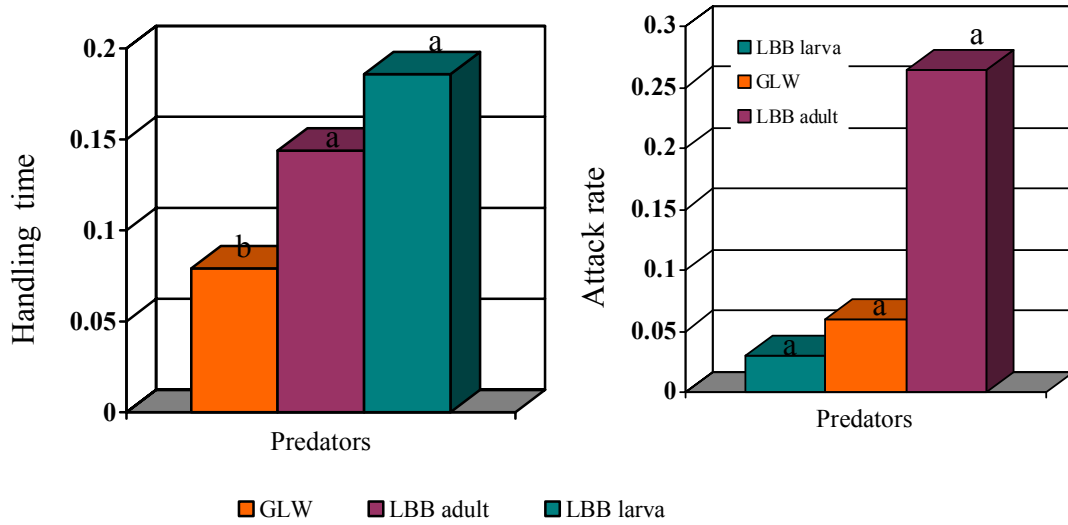 Handling time
0.2
0.15
0.1
0.05
0
b
a
a
Predators
Attack rate
0.3
0.25
0.2
0.15
0.1
0.05
0
LBB larva
GLW
LBB adult
a
a
a
Predators
GLW LBB adult LBB larva